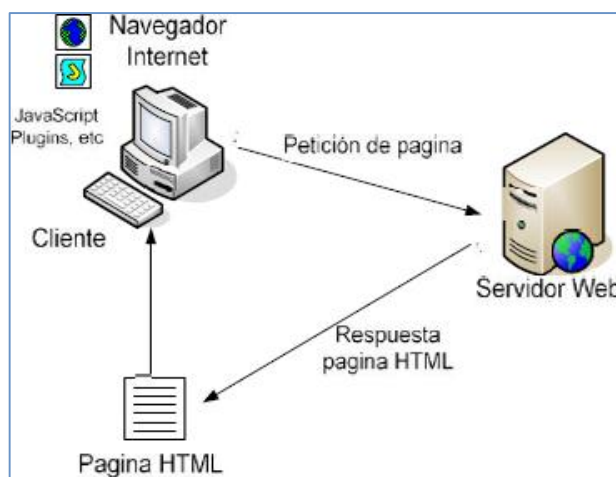 Navegador
Internet
JavaScript
Plugins, etc
Petición de pagina
Cliente
Servidor Web
Respuesta
pagina HTML
Pagina HTML